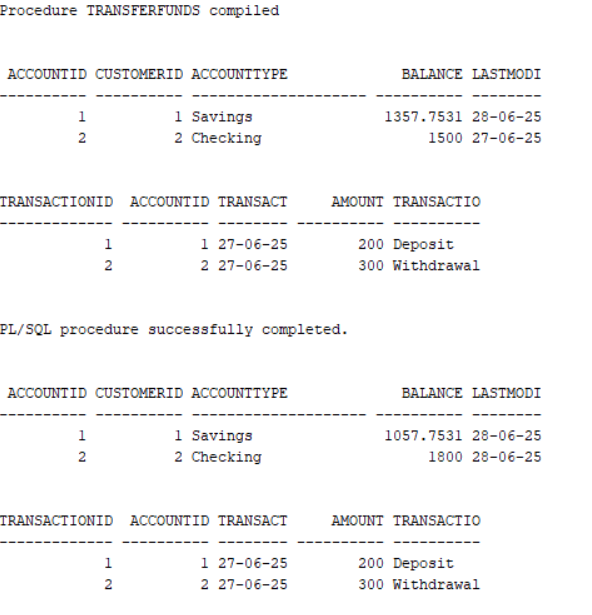 Procedure TRANSFERFUNDS compiled
ACCOUNTID CUSTOMERID ACCOUNTTYPE BALANCE LASTMODI
---------- ---------- -------------------- ---------- --------
1 1 Savings 1357.7531 28-06-25
2 2 Checking 1500 27-06-25
TRANSACTIONID ACCOUNTID TRANSACT AMOUNT TRANSACTIO
------------- ---------- -------- ---------- ----------
1 1 27-06-25 200 Deposit
2 2 27-06-25 300 Withdrawal
PL/SQL procedure successfully completed.
ACCOUNTID CUSTOMERID ACCOUNTTYPE BALANCE LASTMODI
---------- ---------- -------------------- ---------- --------
1 1 Savings 1057.7531 28-06-25
2 2 Checking 1800 28-06-25
TRANSACTIONID ACCOUNTID TRANSACT AMOUNT TRANSACTIO
------------- ---------- -------- ---------- ----------
1 1 27-06-25 200 Deposit
2 2 27-06-25 300 Withdrawal